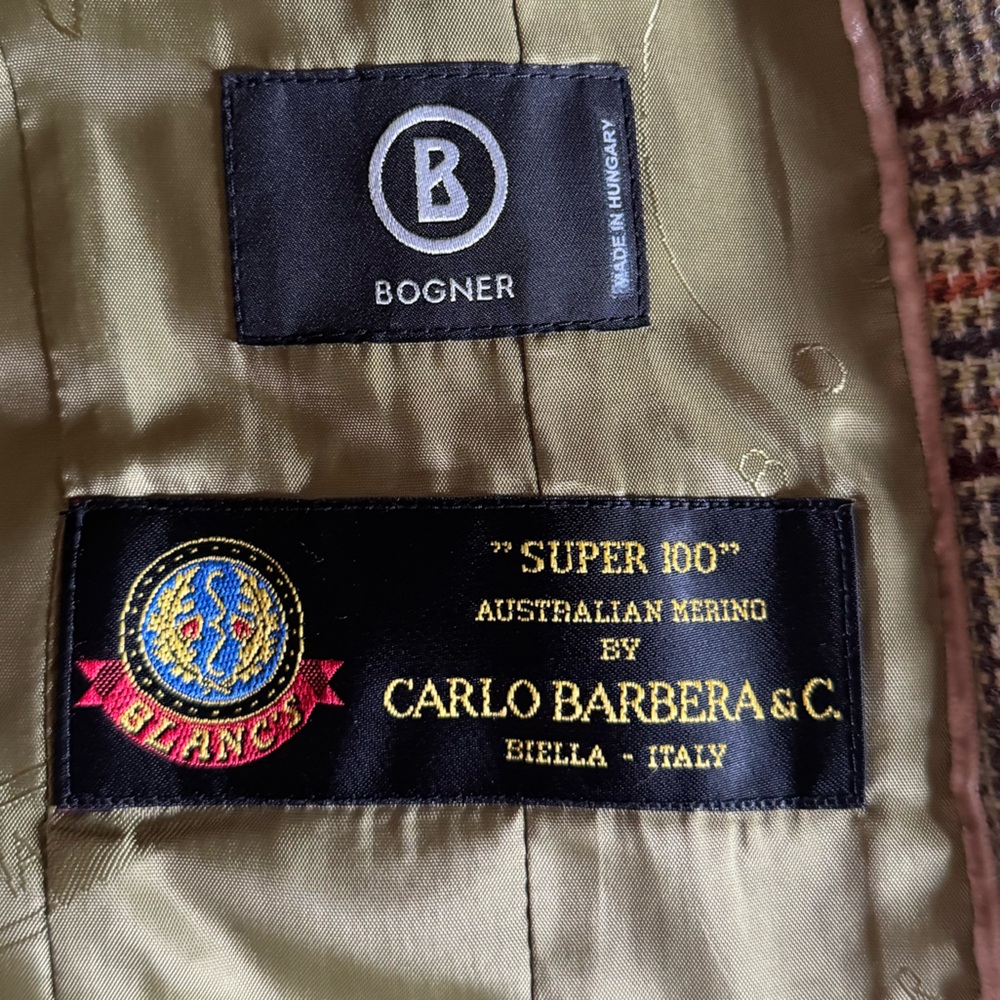 B
BOGNER
MADE IN HUNGARY
"SUPER 100"
AUSTRALIAN MERINO
BY
CARLO BARBERA & C.
BIELLA - ITALY
BLANC'S